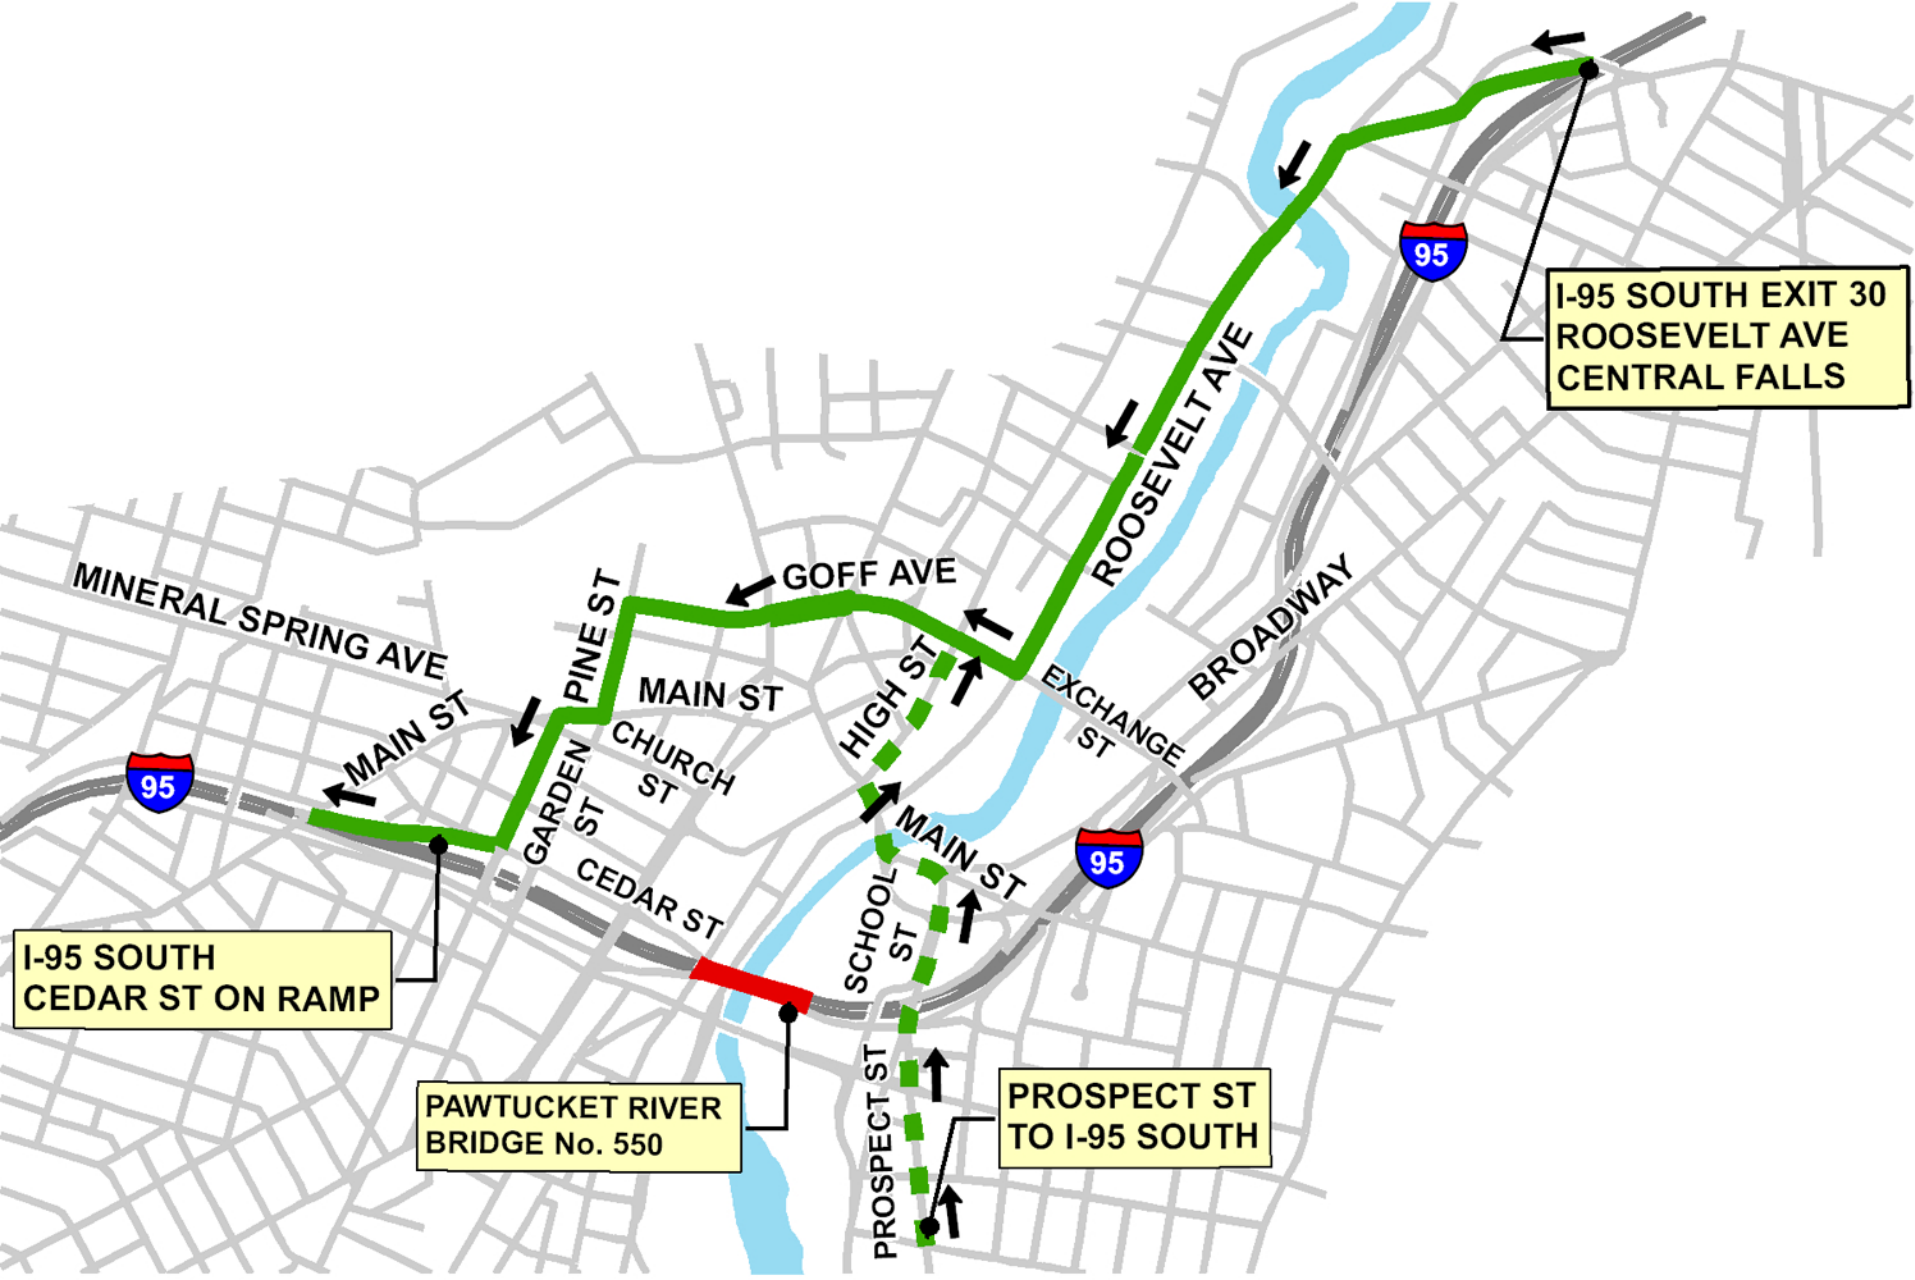 95
I-95 SOUTH EXIT 30
ROOSEVELT AVE
CENTRAL FALLS
ROOSEVELT AVE
GOFF AVE
MINERAL SPRING AVE
PINE ST
BROADWAY
HIGH ST
MAIN ST
EXCHANGE
ST
MAIN ST
CHURCH
ST
95
GARDEN
ST
MAIN ST
95
CEDAR ST
SCHOOL
ST
I-95 SOUTH
CEDAR ST ON RAMP
PAWTUCKET RIVER
BRIDGE No. 550
PROSPECT ST
PROSPECT ST
TO I-95 SOUTH